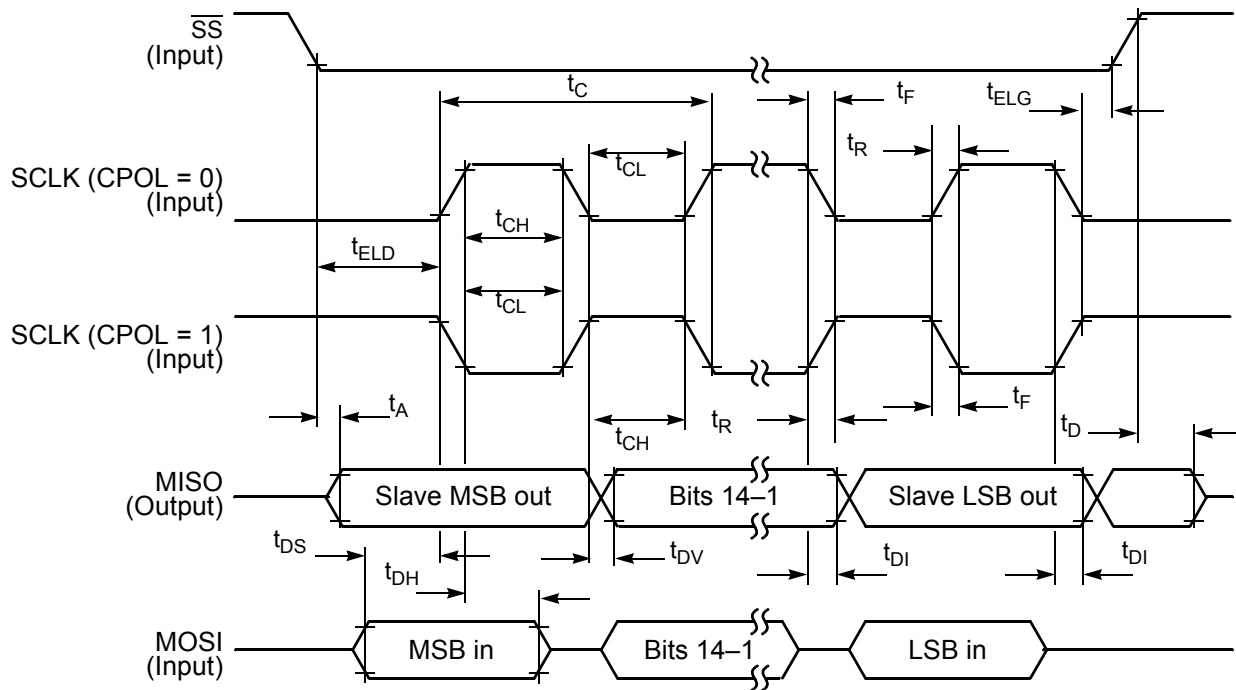 SS
(Input)
tC
tF
tELG
tR
tCL
SCLK (CPOL = 0)
(Input)
tCH
tELD
tCL
SCLK (CPOL = 1)
(Input)
tA
tCH
tR
tF
tD
MISO
(Output)
Slave MSB out
Bits 14–1
Slave LSB out
tDS
tDH
tDV
tDI
tDI
MOSI
(Input)
MSB in
Bits 14–1
LSB in